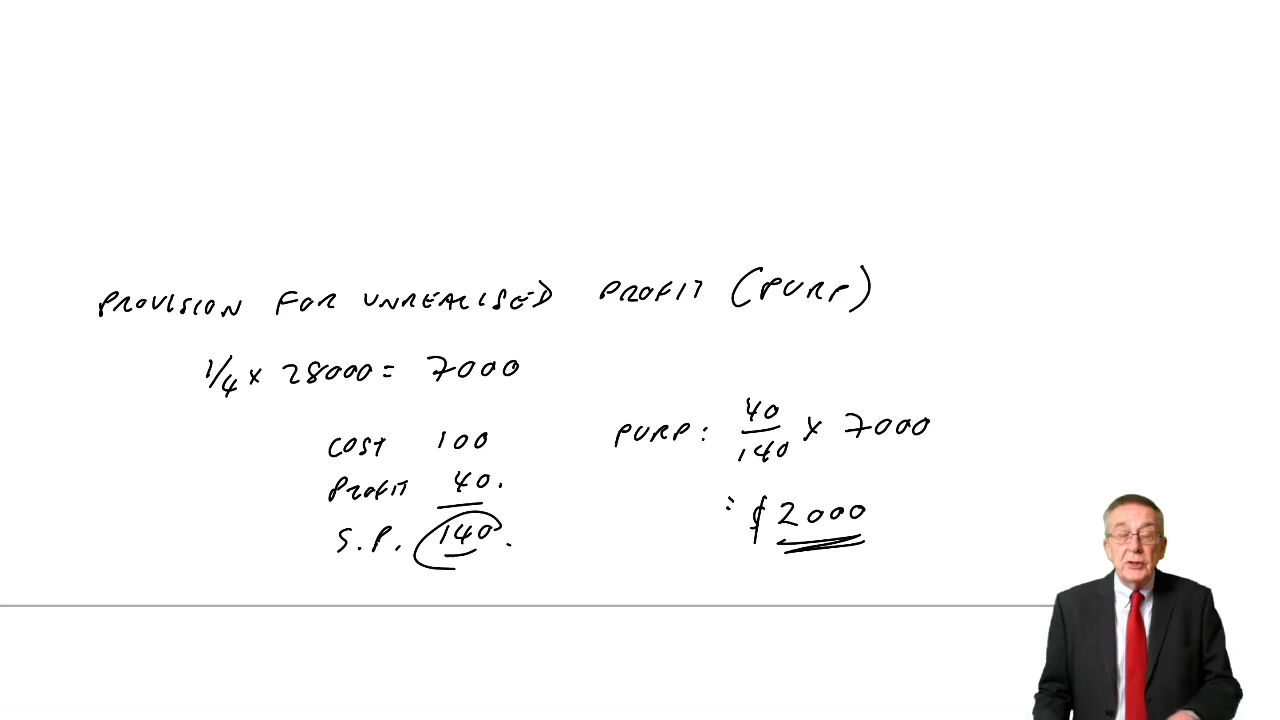 PROVISION FOR UNREALISED PROFIT (PURP)
1/4 x 28000 = 7000
COST 100
PROFIT 40.
S.P. 140.
PURP: 40/140 x 7000
: $2000